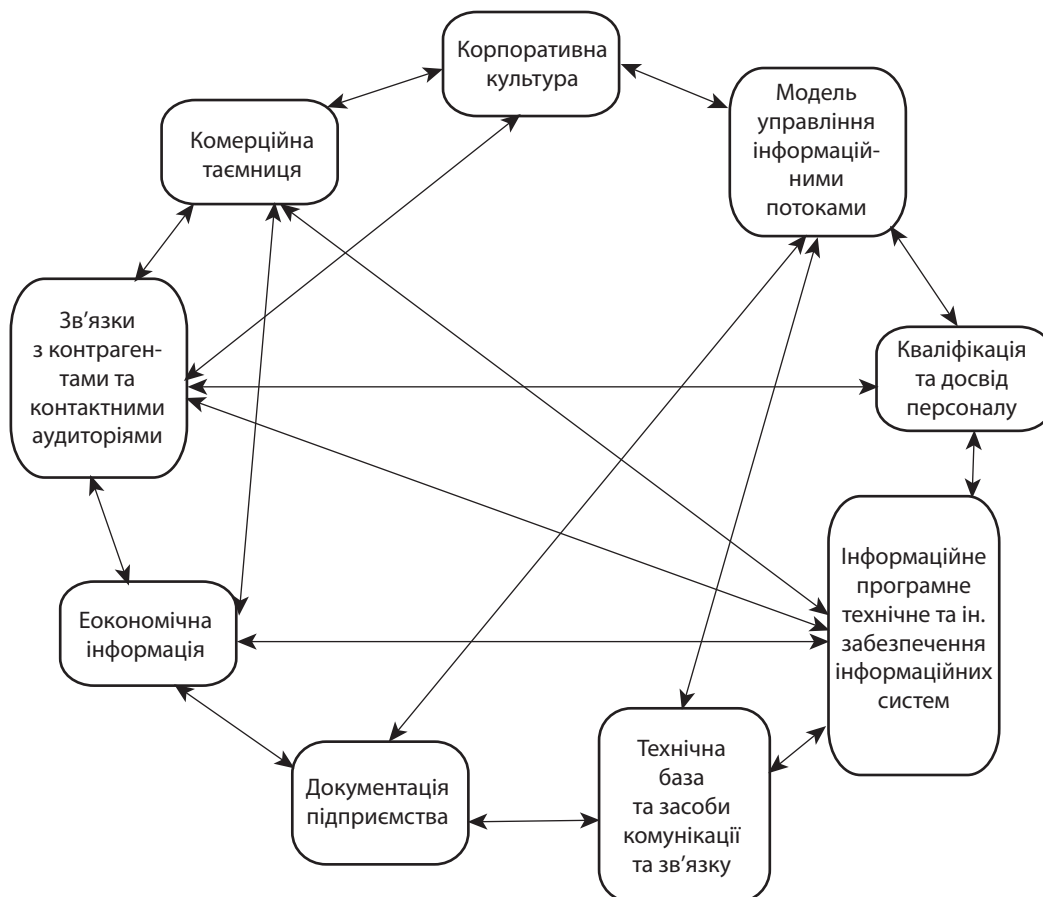 Корпоративна
культура
Комерційна
таємниця
Модель
управління
інформацій-
ними
потоками
Зв’язки
з контраген-
тами та
контактними
аудиторіями
Кваліфікація
та досвід
персоналу
Інформаційне
програмне
технічне та ін.
забезпечення
інформаційних
систем
Еокономічна
інформація
Документація
підприємства
Технічна
база
та засоби
комунікації
та зв’язку